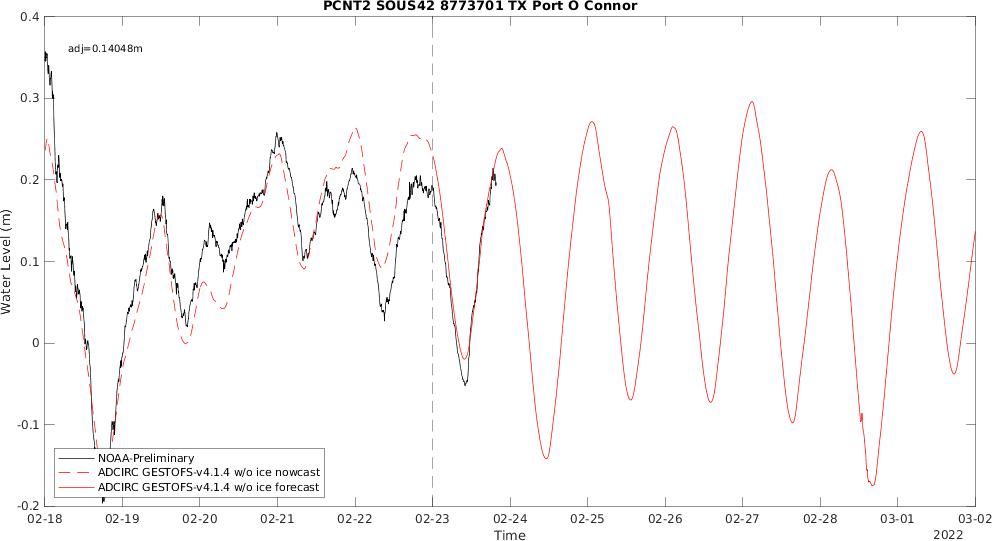 PCNT2 SOUS42 8773701 TX Port O Connor
adj=0.14048m
0.4
0.3
0.2
0.1
0
-0.1
-0.2
Water Level (m)
NOAA-Preliminary
ADCIRC GESTOFS-v4.1.4 w/o ice nowcast
ADCIRC GESTOFS-v4.1.4 w/o ice forecast
02-18 02-19 02-20 02-21 02-22 02-23 02-24 02-25 02-26 02-27 02-28 03-01 03-02
Time
2022